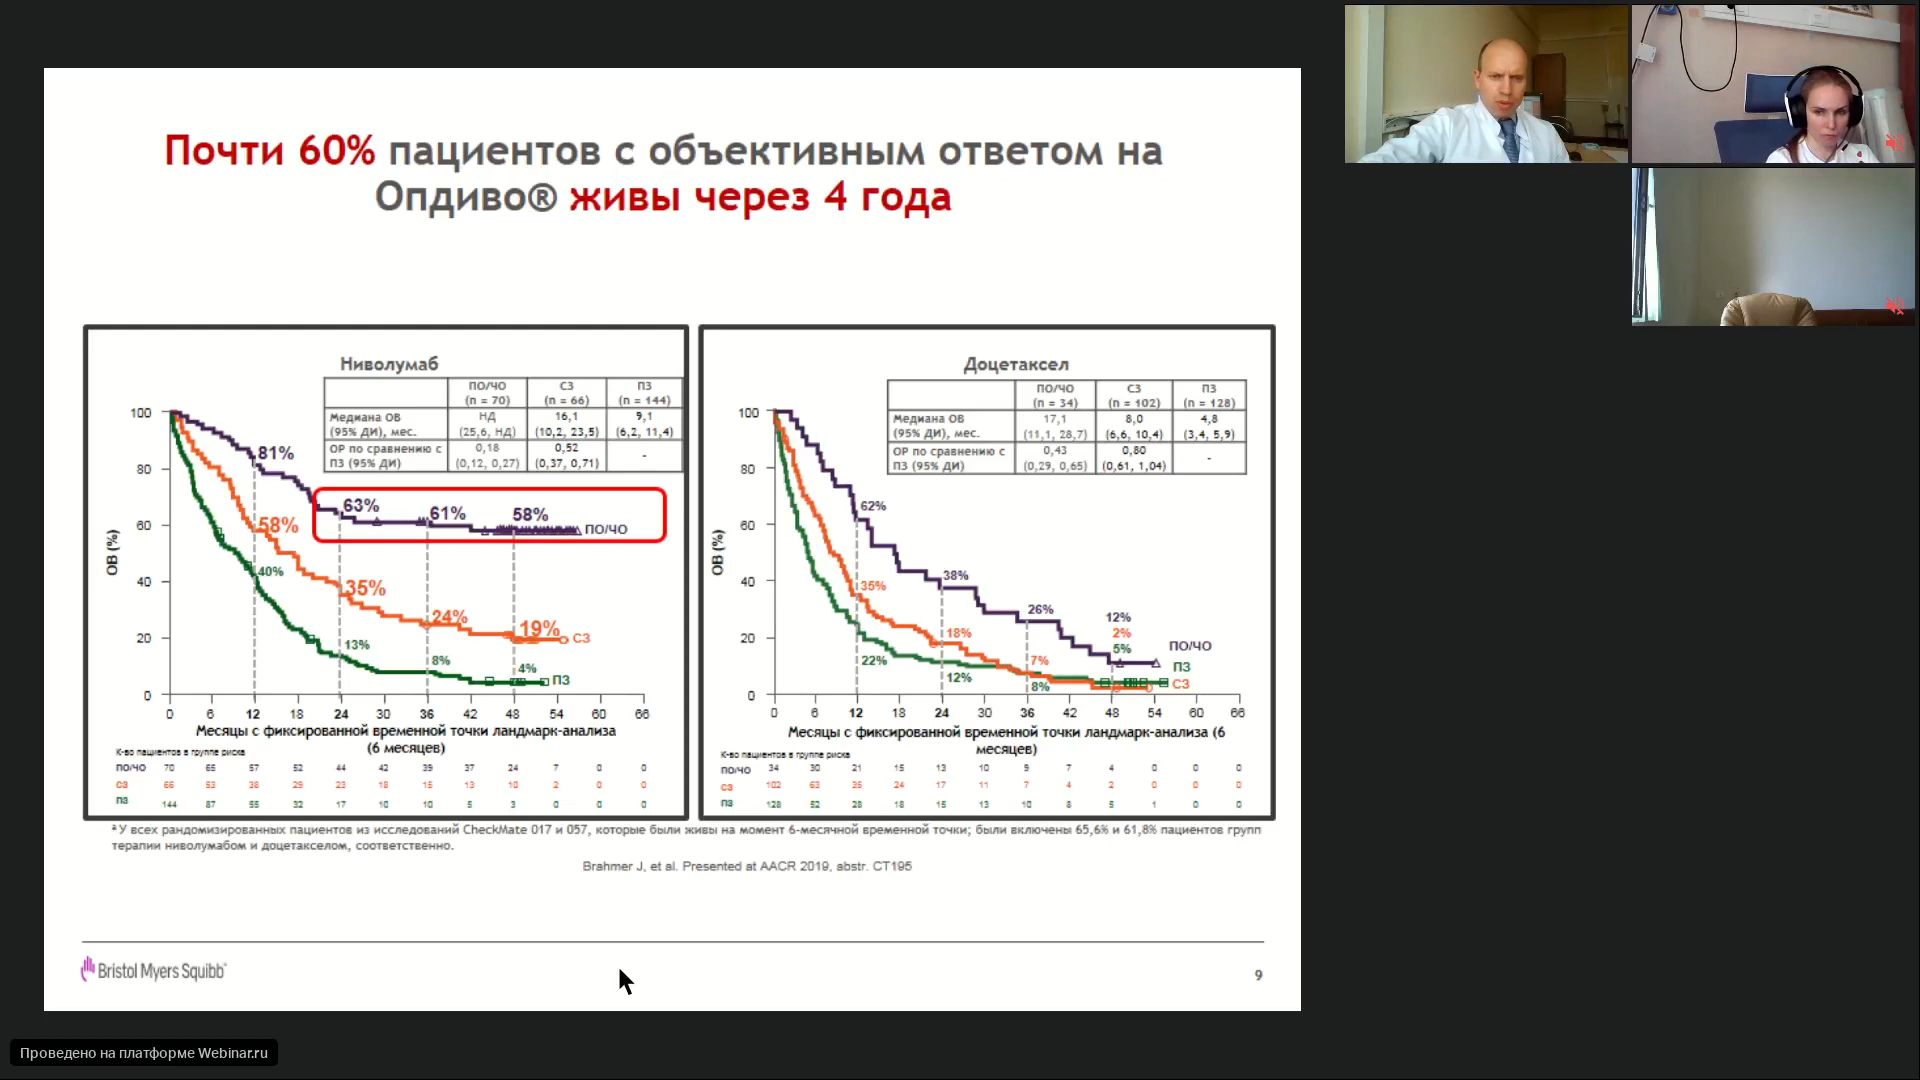 Почти 60% пациентов с объективным ответом на
Опдиво® живы через 4 года
Ниволумаб
ПО/ЧО СЗ ПЗ
(n = 70) (n = 66) (n = 144)
Медиана ОВ НД 16,1 9,1
(95% ДИ), мес. (25,6, НД) (10,2, 23,5) (6,2, 11,4)
ОР по сравнению с 0,18 0,52 -
ПЗ (95% ДИ) (0,12, 0,27) (0,37, 0,71)
ОВ (%)
100
80
60
40
20
0
81%
63% 61% 58% ПО/ЧО
58%
35%
24%
19% СЗ
40%
13%
8%
4% ПЗ
0 6 12 18 24 30 36 42 48 54 60 66
Месяцы с фиксированной временной точки ландмарк-анализа
(6 месяцев)
К-во пациентов в группе риска
ПО/ЧО 70 65 57 52 44 42 39 37 24 7 0 0
СЗ 66 53 38 29 23 18 15 13 10 2 0 0
ПЗ 144 87 55 32 17 10 10 5 3 0 0 0
Доцетаксел
ПО/ЧО СЗ ПЗ
(n = 34) (n = 102) (n = 128)
Медиана ОВ 17,1 8,0 4,8
(95% ДИ), мес. (11,1, 28,7) (6,6, 10,4) (3,4, 5,9)
ОР по сравнению с 0,43 0,80 -
ПЗ (95% ДИ) (0,29, 0,65) (0,61, 1,04)
ОВ (%)
100
80
60
40
20
0
62%
38%
26%
12%
2%
5%
35%
18%
7%
22%
12%
8%
ПО/ЧО
ПЗ
СЗ
0 6 12 18 24 30 36 42 48 54 60 66
Месяцы с фиксированной временной точки ландмарк-анализа (6
месяцев)
К-во пациентов в группе риска
ПО/ЧО 34 30 21 15 13 10 9 7 4 0 0 0
СЗ 102 63 35 24 17 11 7 4 2 0 0 0
ПЗ 128 52 28 18 15 13 10 8 5 1 0 0
ª У всех рандомизированных пациентов из исследований CheckMate 017 и 057, которые были живы на момент 6-месячной временной точки; были включены 65,6% и 61,8% пациентов групп
терапии ниволумабом и доцетакселом, соответственно.
Brahmer J, et al. Presented at AACR 2019, abstr. CT195
Bristol Myers Squibb™
9
Проведено на платформе Webinar.ru